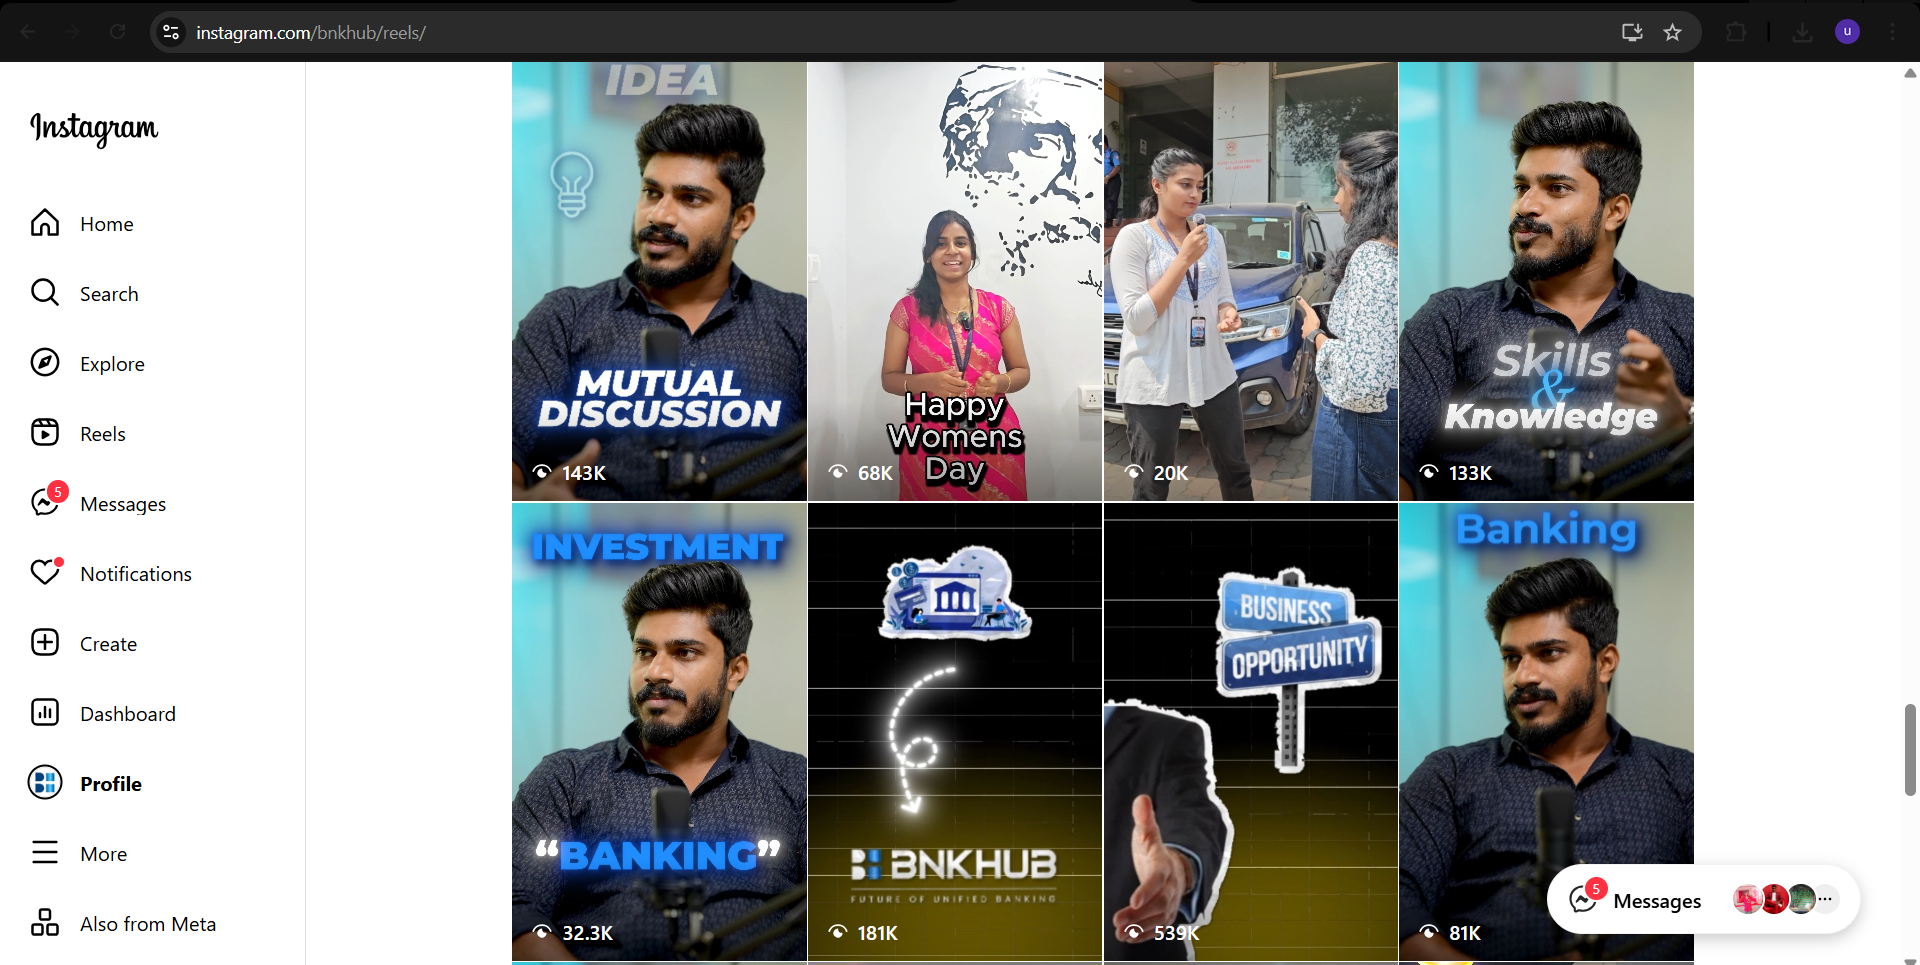 instagram.com/bnkhub/reels/
u
Instagram
Home
Search
Explore
Reels
5
Messages
Notifications
Create
Dashboard
Profile
More
Also from Meta
IDEA
MUTUAL
DISCUSSION
143K
Happy
Womens
Day
68K
20K
Skills
&
Knowledge
133K
INVESTMENT
“BANKING”
32.3K
BNKHUB
FUTURE OF UNIFIED BANKING
181K
BUSINESS
OPPORTUNITY
539K
Banking
81K
5
Messages